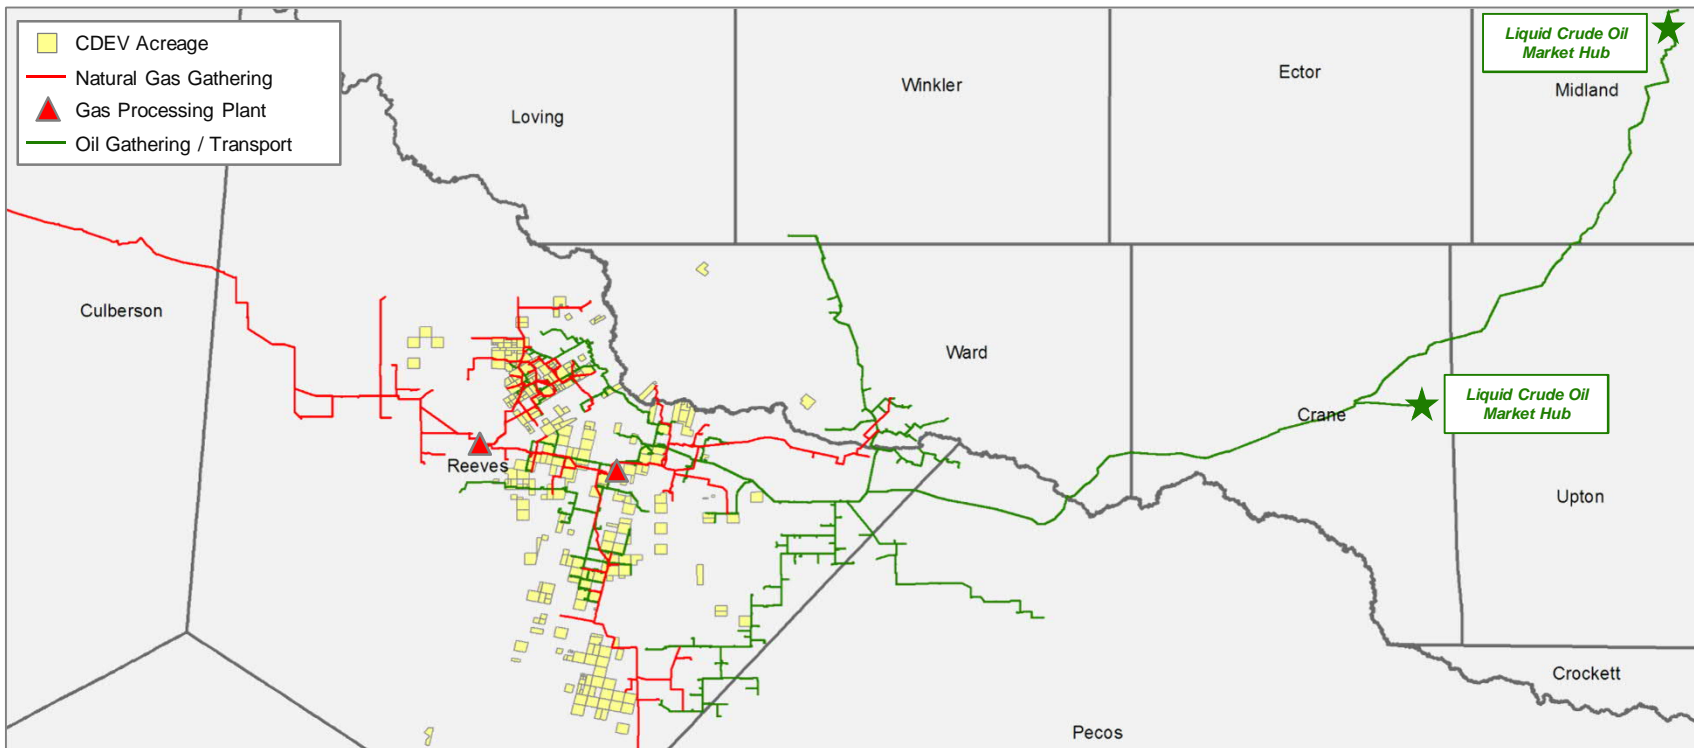 CDEV Acreage
Natural Gas Gathering
Gas Processing Plant
Oil Gathering / Transport
Liquid Crude Oil
Market Hub
Ector
Winkler
Midland
Loving
Culberson
Ward
Liquid Crude Oil
Market Hub
Crane
Reeves
Upton
Crockett
Pecos